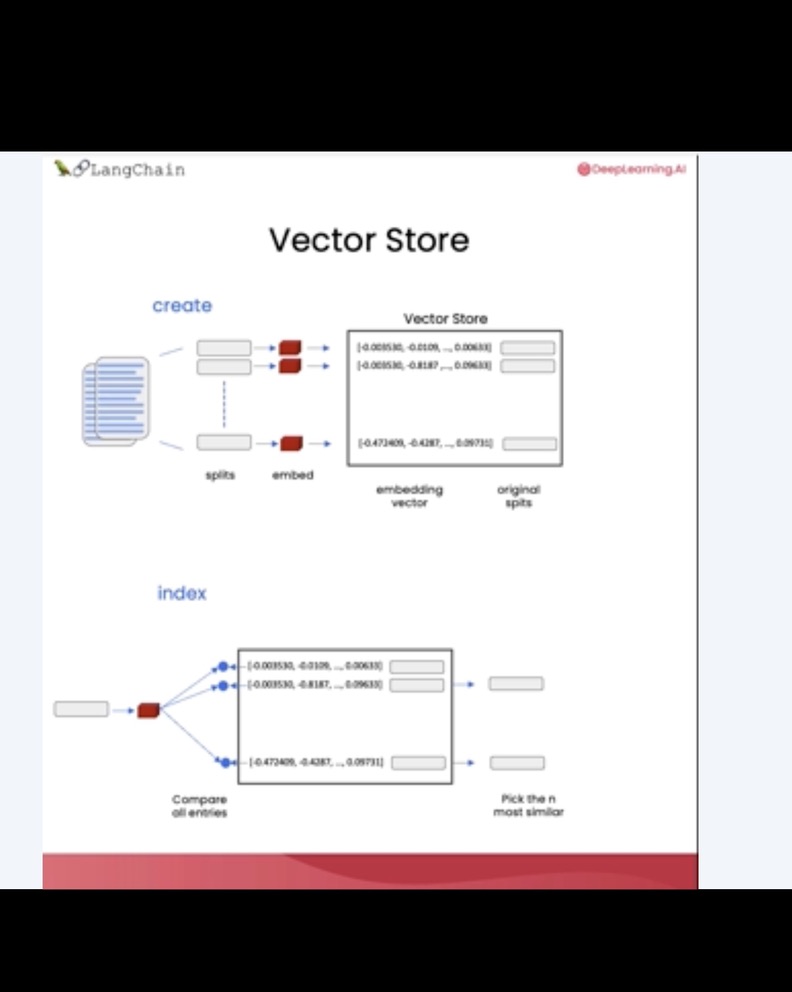 LangChain
DeepLearning.AI
Vector Store
create
Vector Store
[-0.003530, -0.0109, ..., 0.00633]
[-0.003530, -0.8187 ,..., 0.09633]
[-0.472409, -0.4287, ..., 0.09731]
splits
embed
embedding
vector
original
spits
index
[-0.003530, -0.0109, ..., 0.00633]
[-0.003530, -0.8187, ..., 0.09633]
[-0.472409, -0.4287, ..., 0.09731]
Compare
all entries
Pick the n
most similar